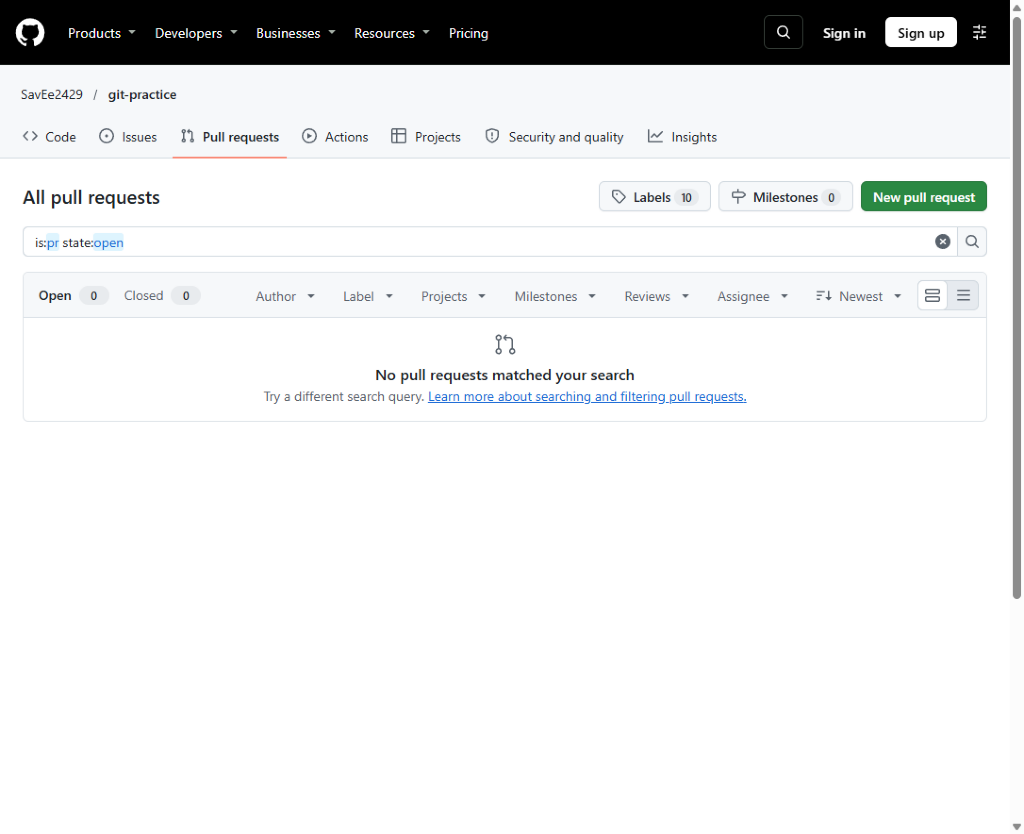 Products Developers Businesses Resources Pricing Sign in Sign up
SavEe2429 / git-practice
Code Issues Pull requests Actions Projects Security and quality Insights
All pull requests Labels 10 Milestones 0 New pull request
is:pr state:open
Open 0 Closed 0 Author Label Projects Milestones Reviews Assignee Newest
No pull requests matched your search
Try a different search query. Learn more about searching and filtering pull requests.